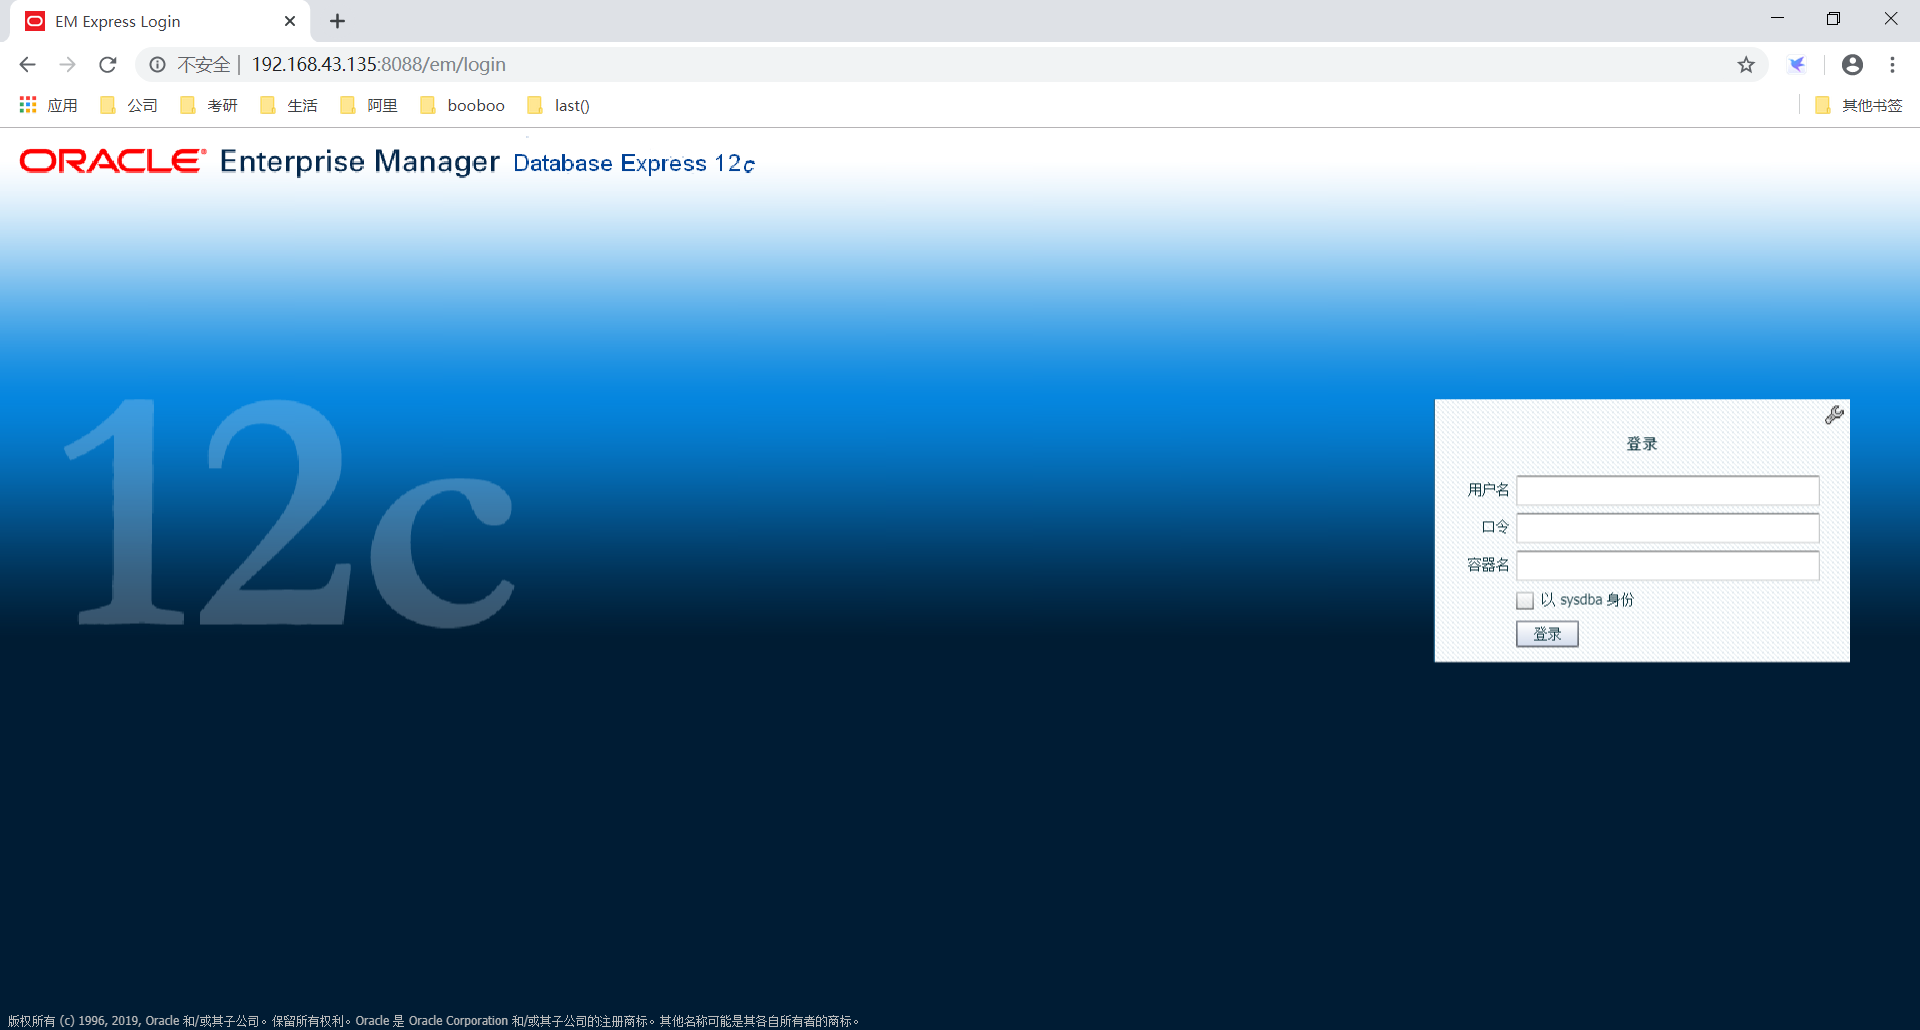 EM Express Login
不安全 | 192.168.43.135:8088/em/login
应用 公司 考研 生活 阿里 booboo last() 其他书签
ORACLE® Enterprise Manager Database Express 12c
12c
登录
用户名
口令
容器名
以 sysdba 身份
登录
版权所有 (c) 1996, 2019, Oracle 和/或其子公司。保留所有权利。Oracle 是 Oracle Corporation 和/或其子公司的注册商标。其他名称可能是其各自所有者的商标。